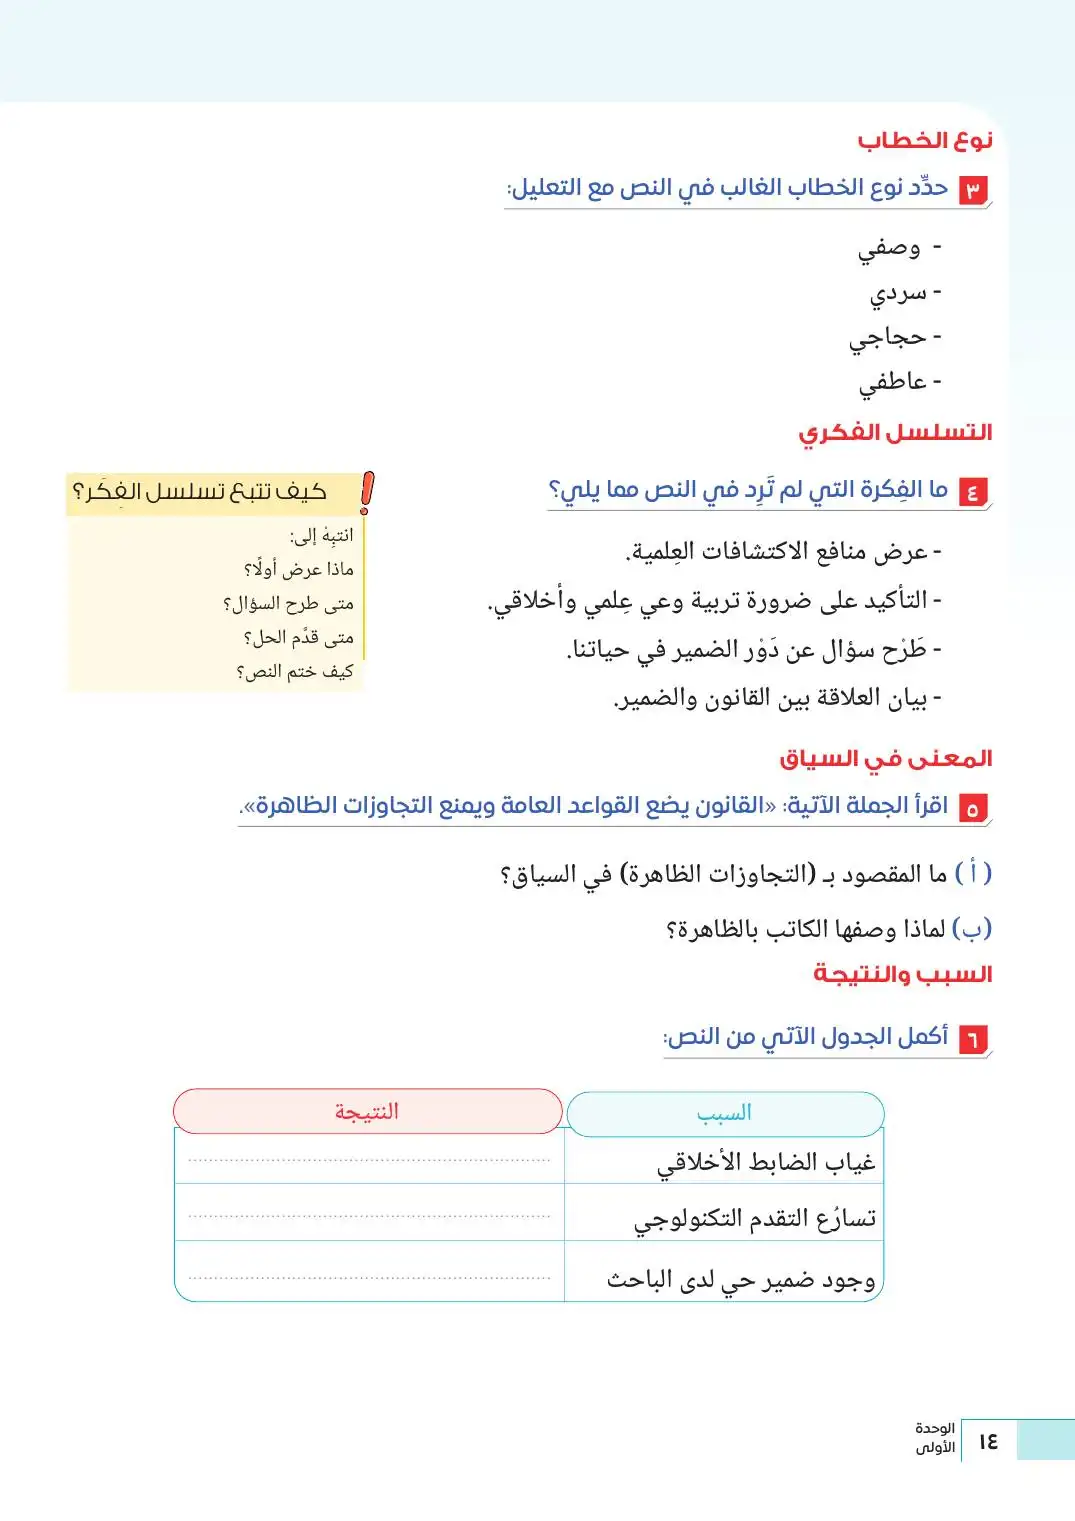 نوع الخطاب
٣ حدِّد نوع الخطاب الغالب في النص مع التعليل:
- وصفي
- سردي
- حجاجي
- عاطفي
التسلسل الفكري
٤ ما الفِكرة التي لم تَرِد في النص مما يلي؟
- عرض منافع الاكتشافات العِلمية.
- التأكيد على ضرورة تربية وعي عِلمي وأخلاقي.
- طَرْح سؤال عن دَوْر الضمير في حياتنا.
- بيان العلاقة بين القانون والضمير.
كيف تتبع تسلسل الفِكَر؟
انتبِهْ إلى:
ماذا عرض أولًا؟
متى طرح السؤال؟
متى قدَّم الحل؟
كيف ختم النص؟
المعنى في السياق
٥ اقرأ الجملة الآتية: «القانون يضع القواعد العامة ويمنع التجاوزات الظاهرة».
(أ) ما المقصود بـ (التجاوزات الظاهرة) في السياق؟
(ب) لماذا وصفها الكاتب بالظاهرة؟
السبب والنتيجة
٦ أكمل الجدول الآتي من النص:
السبب النتيجة
غياب الضابط الأخلاقي
تسارُع التقدم التكنولوجي
وجود ضمير حي لدى الباحث
١٤ الوحدة
الأولى